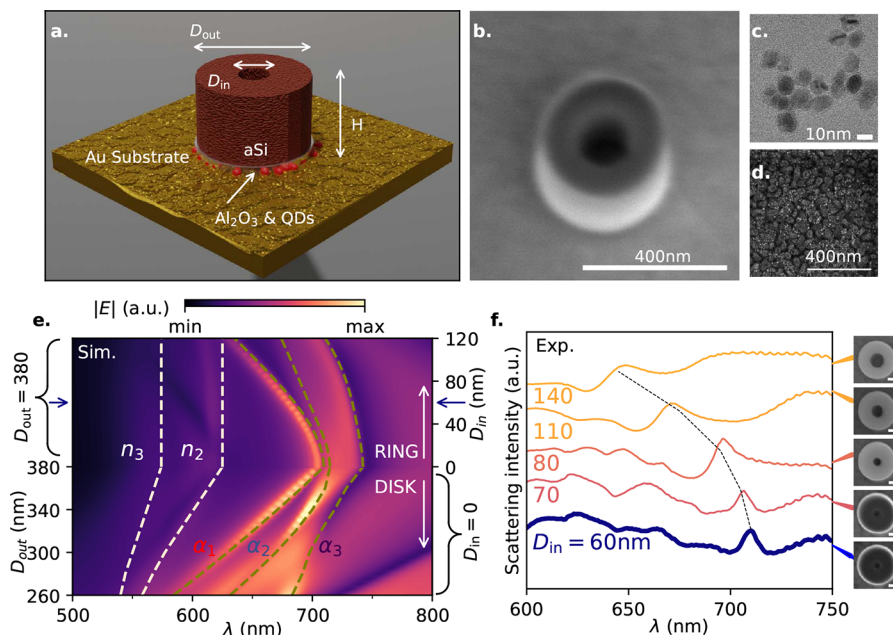 a.
D_out
D_in
H
aSi
Au Substrate
Al₂O₃ & QDs
b.
400nm
c.
10nm
d.
400nm
|E| (a.u.)
min
max
e.
Sim.
D_out = 380
n₃
n₂
RING
DISK
α₁
α₂
α₃
120
60
0
D_in (nm)
D_in = 0
380
340
300
260
D_out (nm)
500
600
700
800
λ (nm)
f.
Exp.
140
110
80
70
D_in = 60nm
Scattering intensity (a.u.)
600
650
700
750
λ (nm)